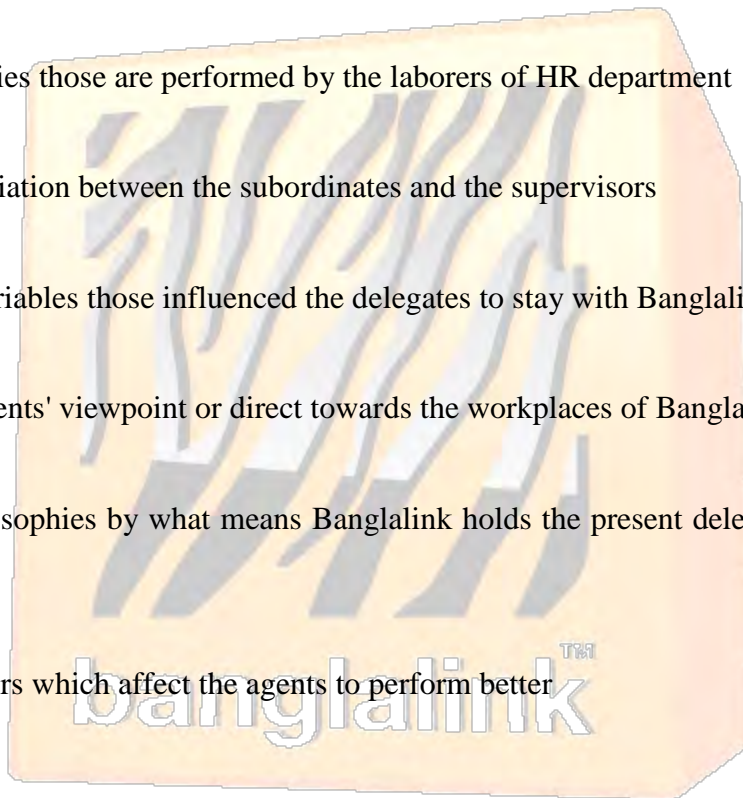 ies those are performed by the laborers of HR department
iation between the subordinates and the supervisors
riables those influenced the delegates to stay with Banglali
ents' viewpoint or direct towards the workplaces of Bangla
sophies by what means Banglalink holds the present dele
rs which affect the agents to perform better
banglalink™